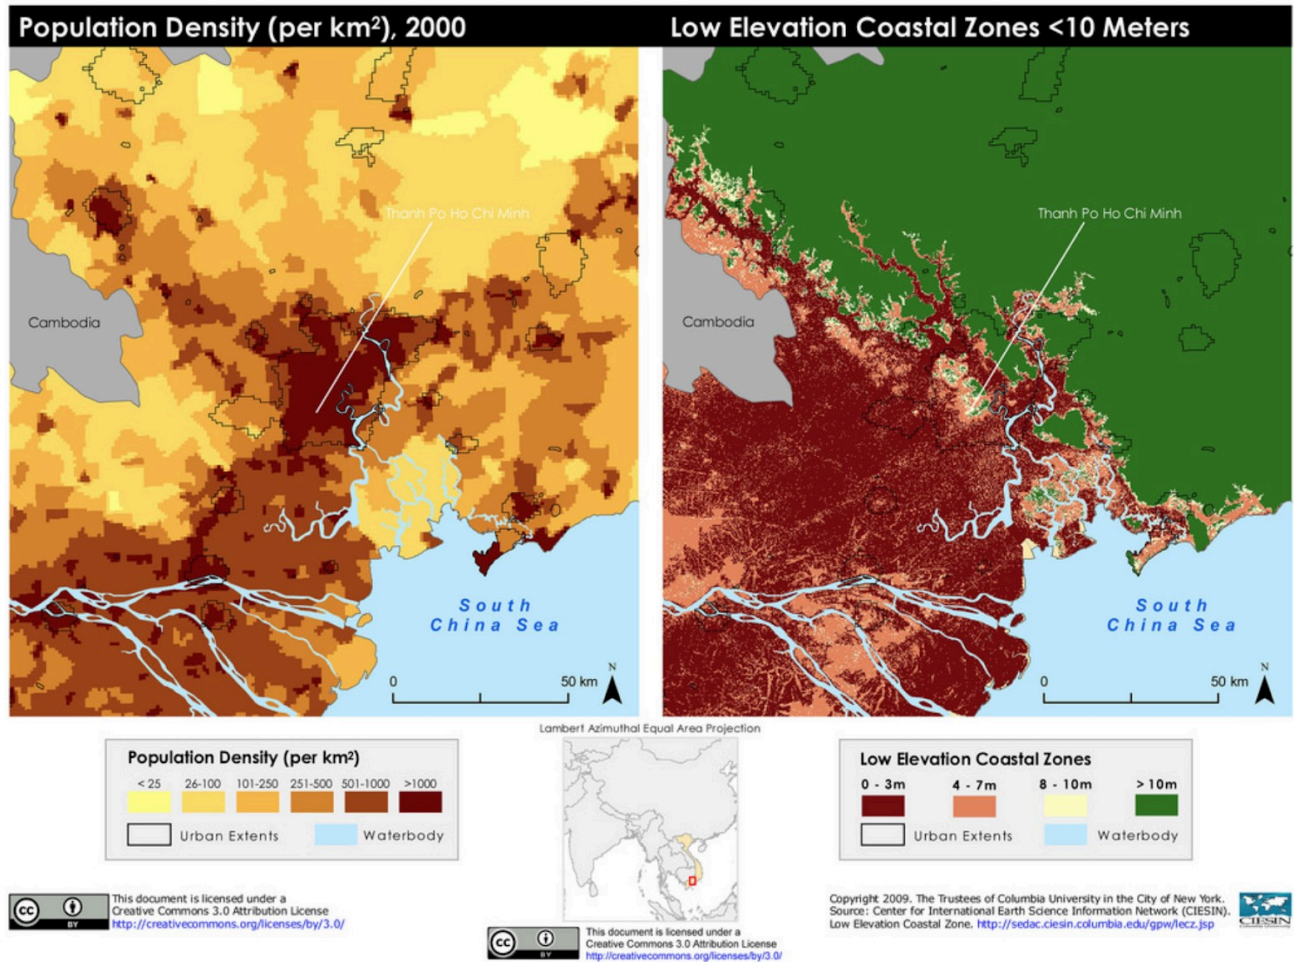 Population Density (per km²), 2000
Low Elevation Coastal Zones <10 Meters
Thanh Po Ho Chi Minh
Thanh Po Ho Chi Minh
Cambodia
Cambodia
South
China Sea
South
China Sea
N
0 50 km
N
0 50 km
Lambert Azimuthal Equal Area Projection
Population Density (per km²)
< 25 26-100 101-250 251-500 501-1000 >1000
Urban Extents Waterbody
Low Elevation Coastal Zones
0 - 3m 4 - 7m 8 - 10m > 10m
Urban Extents Waterbody
cc BY
This document is licensed under a
Creative Commons 3.0 Attribution License
http://creativecommons.org/licenses/by/3.0/
cc BY
This document is licensed under a
Creative Commons 3.0 Attribution License
http://creativecommons.org/licenses/by/3.0/
Copyright 2009. The Trustees of Columbia University in the City of New York.
Source: Center for International Earth Science Information Network (CIESIN).
Low Elevation Coastal Zone. http://sedac.ciesin.columbia.edu/gpw/lecz.jsp
CIESIN